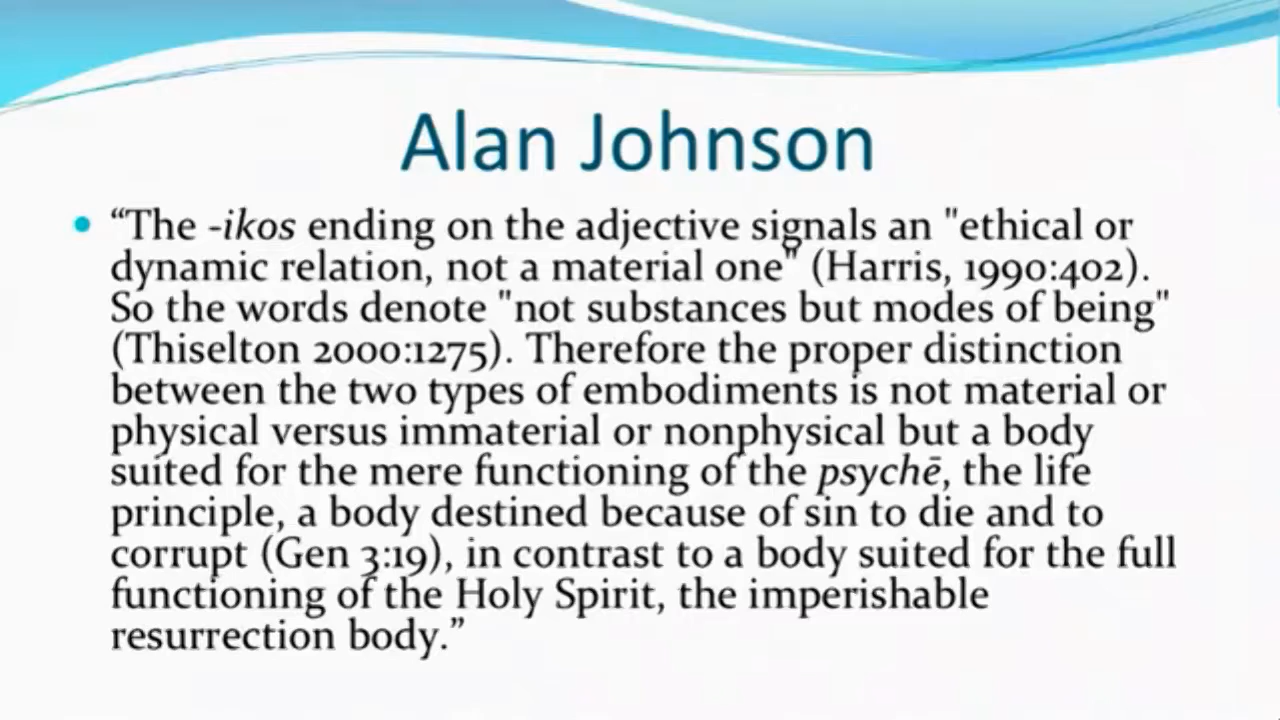 Alan Johnson
• “The -ikos ending on the adjective signals an "ethical or
dynamic relation, not a material one" (Harris, 1990:402).
So the words denote "not substances but modes of being"
(Thiselton 2000:1275). Therefore the proper distinction
between the two types of embodiments is not material or
physical versus immaterial or nonphysical but a body
suited for the mere functioning of the psychē, the life
principle, a body destined because of sin to die and to
corrupt (Gen 3:19), in contrast to a body suited for the full
functioning of the Holy Spirit, the imperishable
resurrection body.”